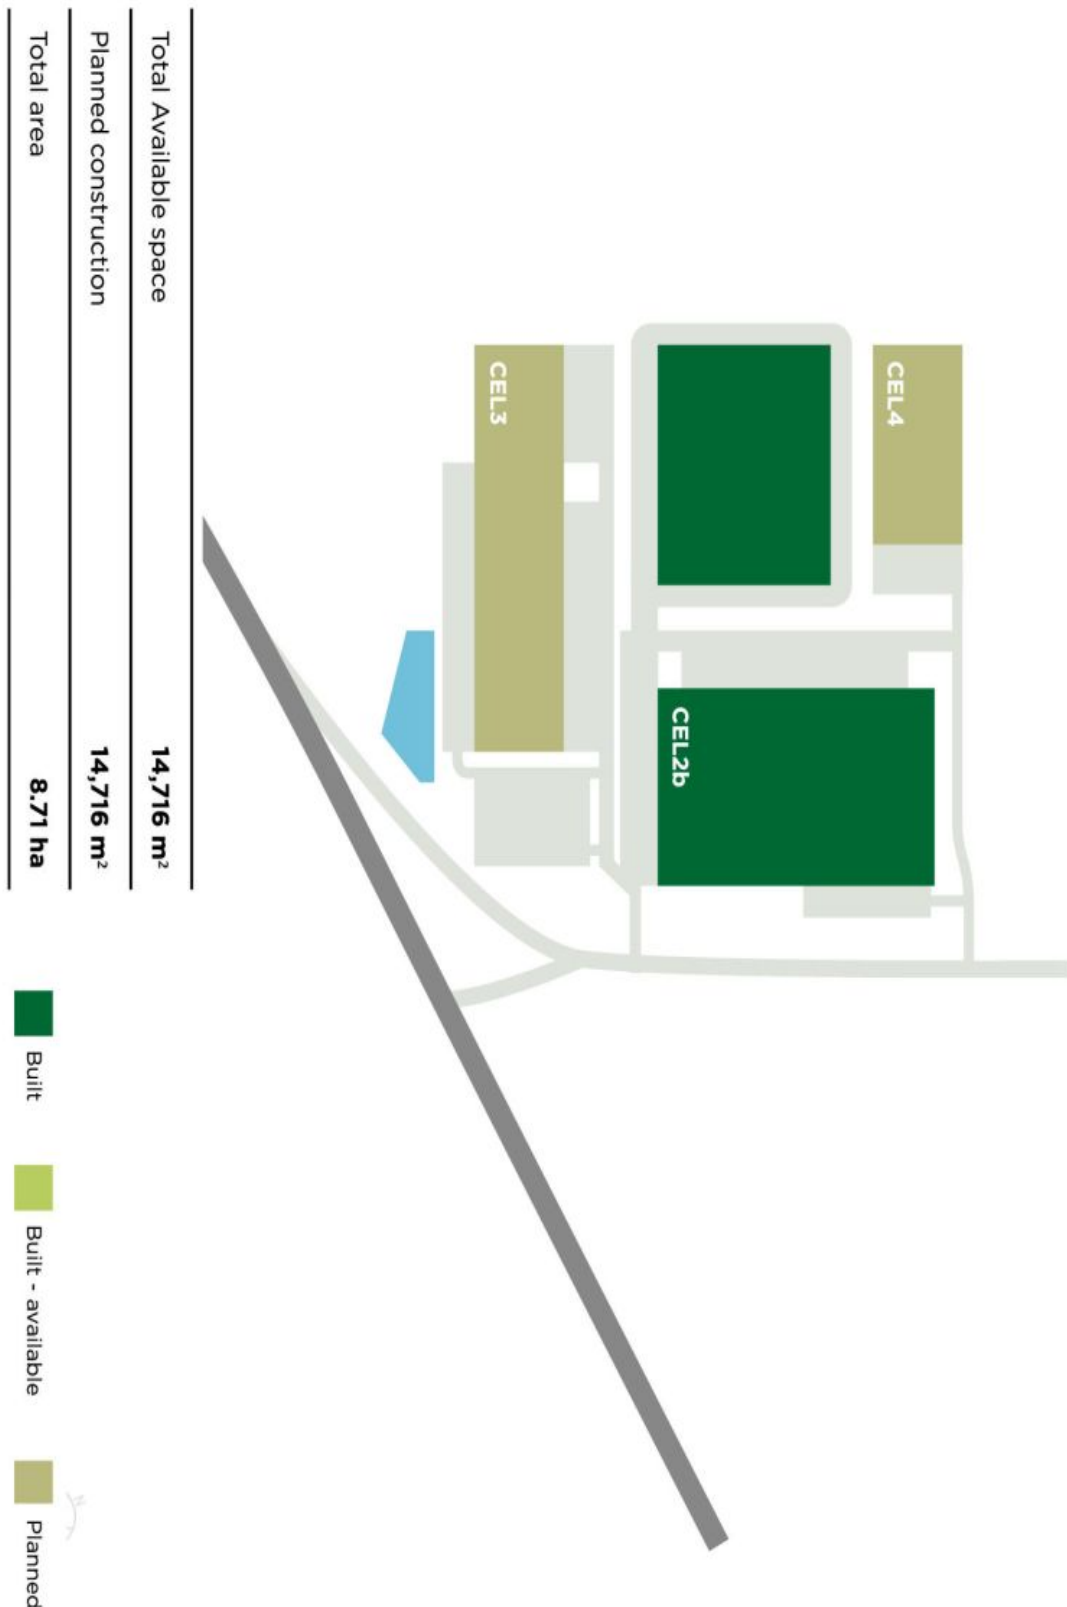 CEL4
CEL3
CEL2b
Total Available space 14,716 m²
Planned construction 14,716 m²
Total area 8.71 ha
Built
Built - available
Planned
N